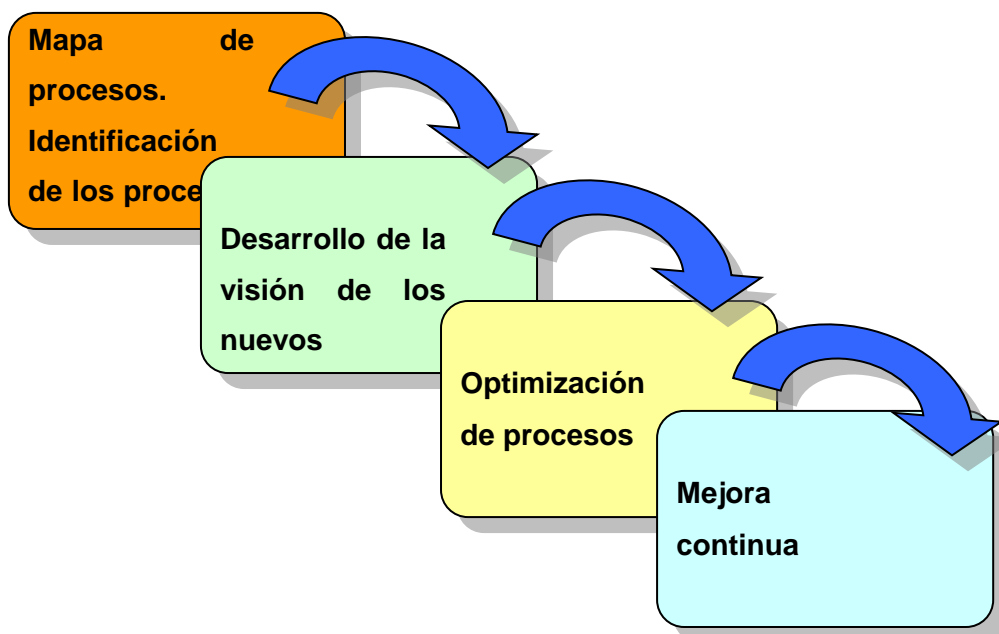 Mapa de
procesos.
Identificación
de los proce
Desarrollo de la
visión de los
nuevos
Optimización
de procesos
Mejora
continua